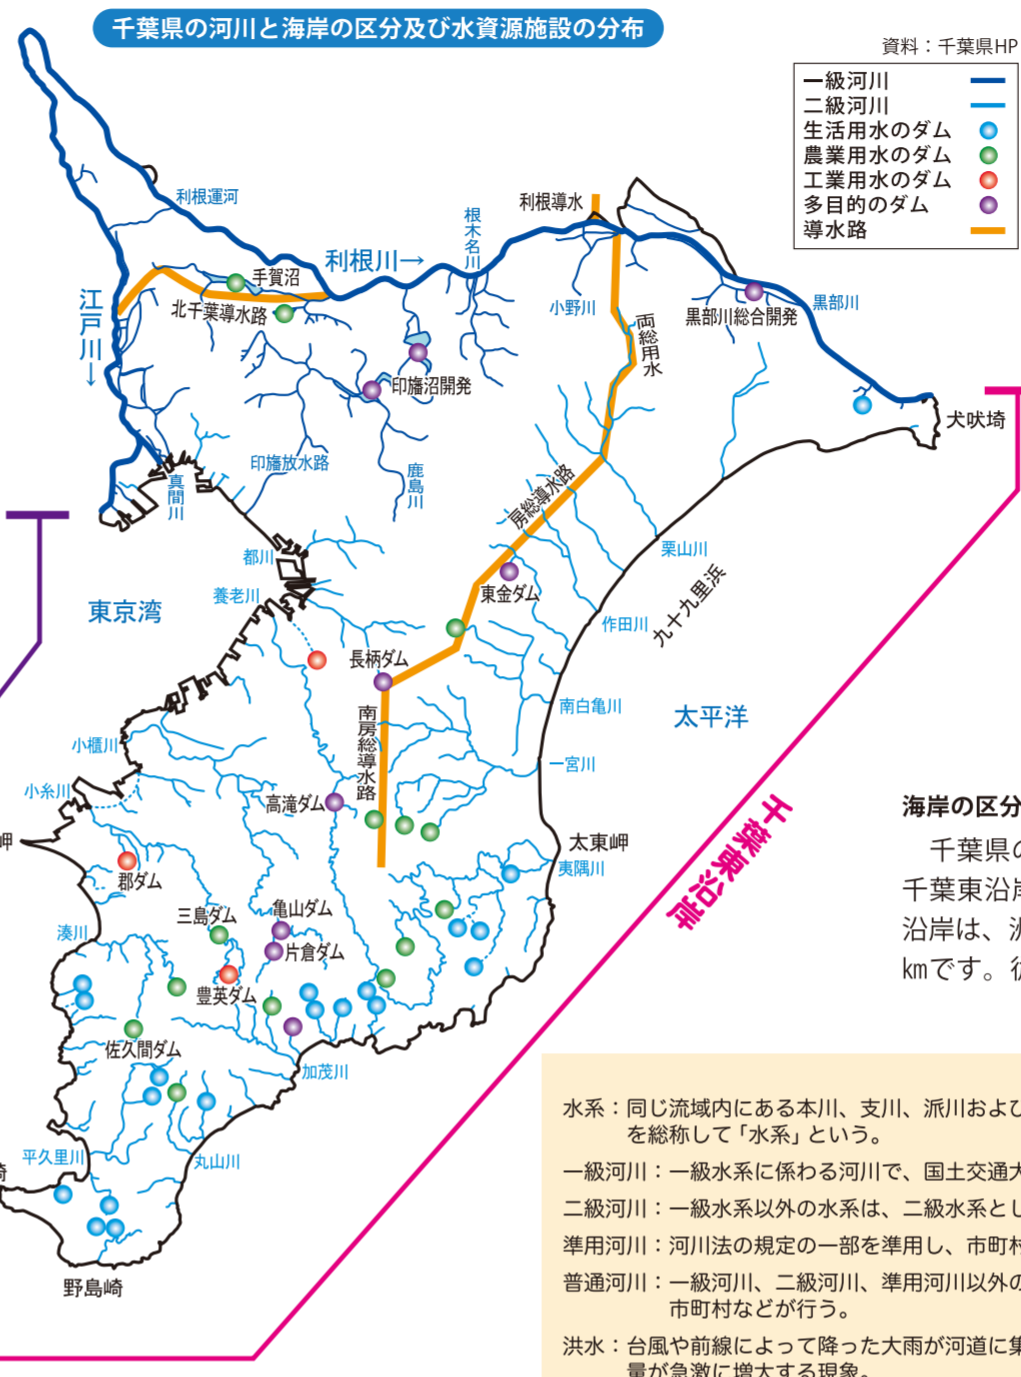 千葉県の河川と海岸の区分及び水資源施設の分布
資料：千葉県HP
一級河川
二級河川
生活用水のダム
農業用水のダム
工業用水のダム
多目的のダム
導水路
利根運河
利根導水
根木名川
利根川→
手賀沼
北千葉導水路
江戸川→
小野川
両総用水
黒部川総合開発
黒部川
印旛沼開発
犬吠埼
印旛放水路
鹿島川
真間川
房総導水路
都川
栗山川
養老川
東京湾
東金ダム
作田川
九十九里浜
長柄ダム
南房総導水路
南白亀川
太平洋
小櫃川
一宮川
小糸川
高滝ダム
千葉東沿岸
海岸の区分
岬
太東岬
夷隅川
千葉県の
郡ダム
千葉東沿岸
三島ダム
亀山ダム
湊川
片倉ダム
沿岸は、
豊英ダム
kmです。
佐久間ダム
加茂川
平久里川
丸山川
野島崎
水系：同じ流域内にある本川、支川、派川および
を総称して「水系」という。
一級河川：一級水系に係わる河川で、国土交通大
二級河川：一級水系以外の水系は、二級水系とし
準用河川：河川法の規定の一部を準用し、市町村
普通河川：一級河川、二級河川、準用河川以外の
市町村などが行う。
洪水：台風や前線によって降った大雨が河道に集
量が急激に増大する現象。